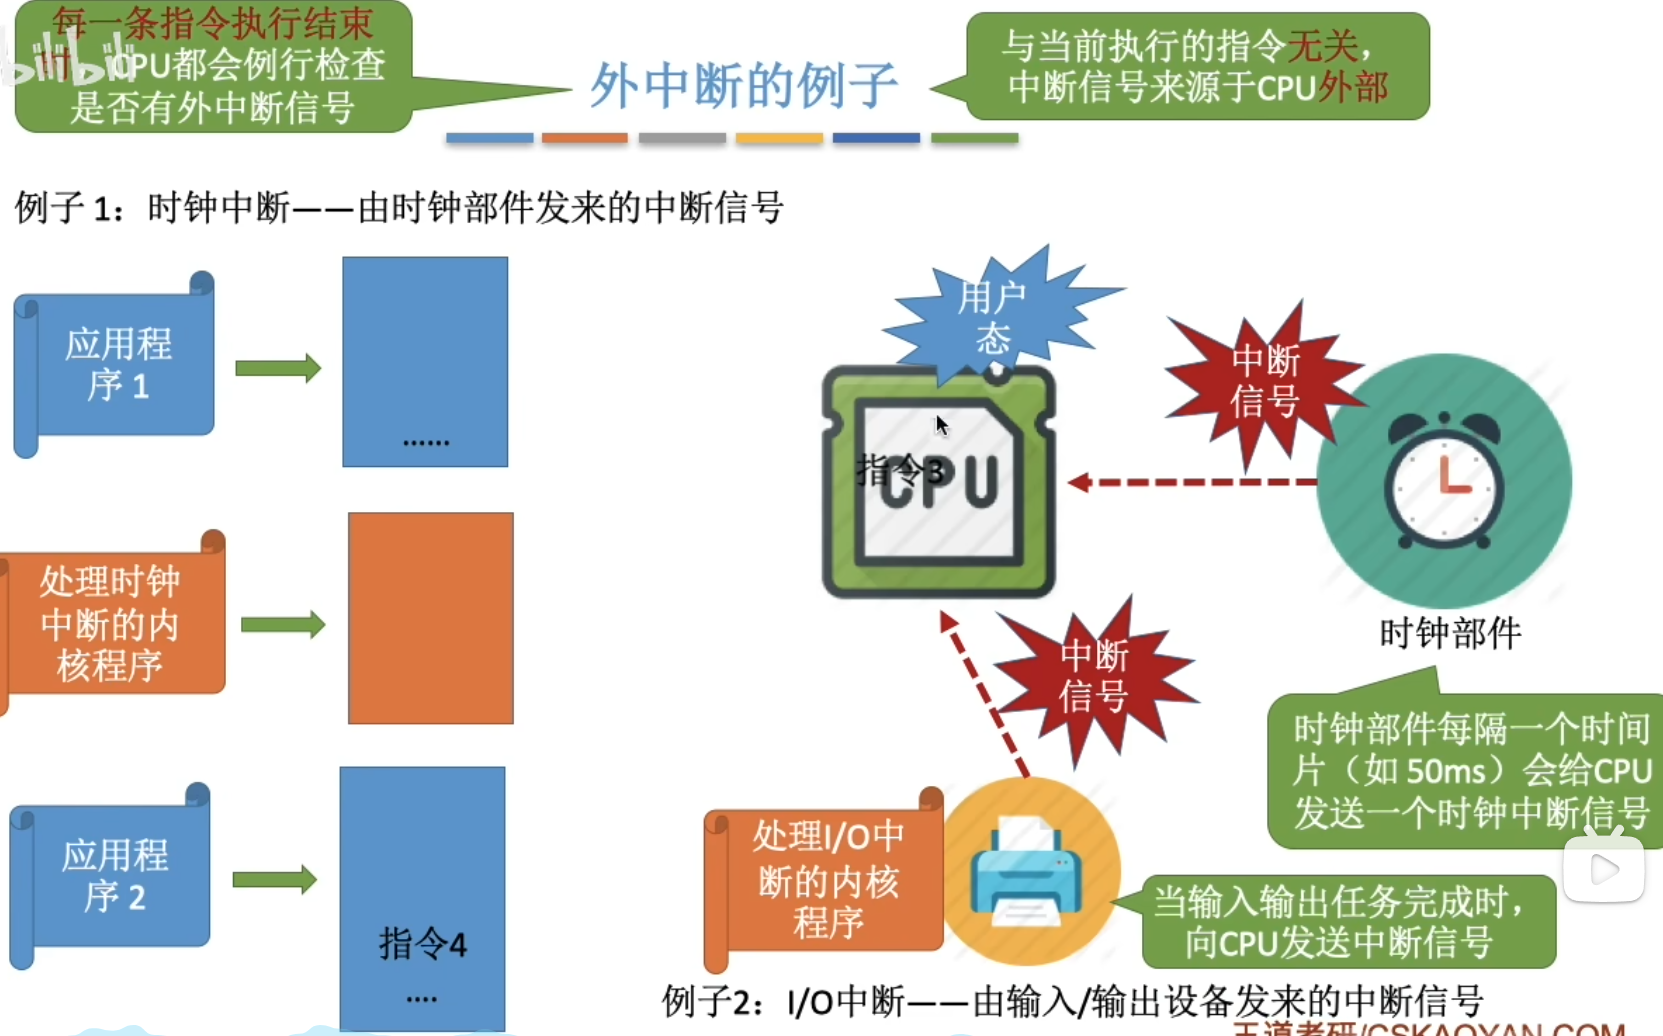 每一条指令执行结束
时，CPU都会例行检查
是否有外中断信号
bilibili
外中断的例子
与当前执行的指令无关，
中断信号来源于CPU外部
例子 1：时钟中断——由时钟部件发来的中断信号
应用程
序 1
......
用户
态
中断
信号
指令3
CPU
处理时钟
中断的内
核程序
时钟部件
中断
信号
时钟部件每隔一个时间
片（如 50ms）会给CPU
发送一个时钟中断信号
应用程
序 2
指令4
....
处理I/O中
断的内核
程序
当输入输出任务完成时，
向CPU发送中断信号
例子2：I/O中断——由输入/输出设备发来的中断信号
王道考研/CSKAOYAN.COM